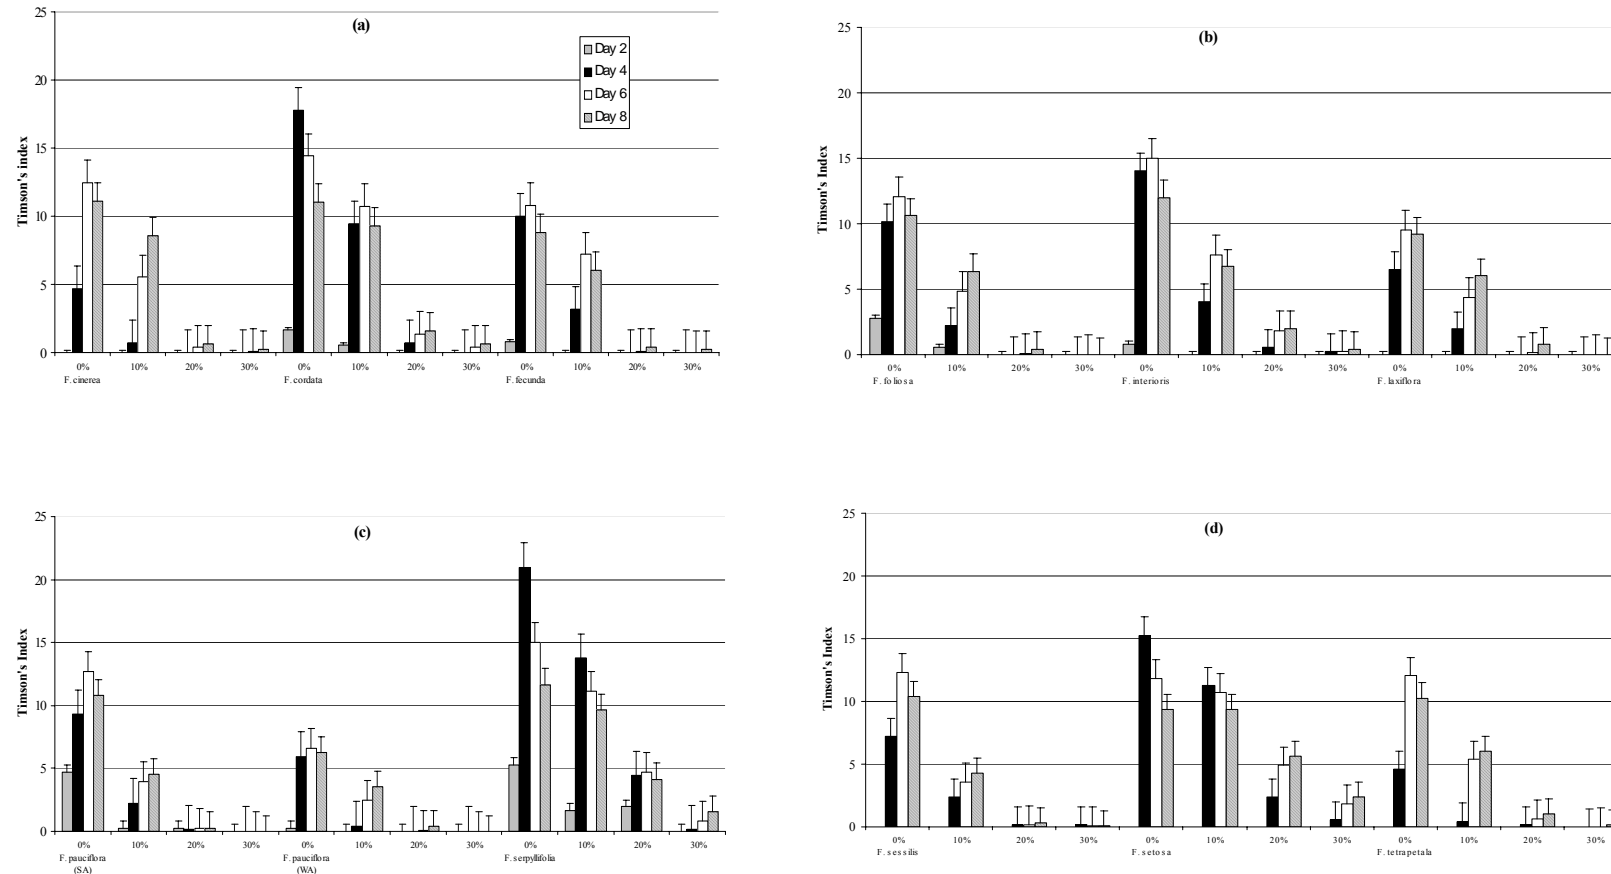 (a)
25
20
15
10
5
0
Timson's index
Day 2
Day 4
Day 6
Day 8
0% 10% 20% 30% 0% 10% 20% 30% 0% 10% 20% 30%
F. cinerea F. cordata F. fecunda
(b)
25
20
15
10
5
0
Timson's Index
0% 10% 20% 30% 0% 10% 20% 30% 0% 10% 20% 30%
F. foliosa F. interioris F. laxiflora
(c)
25
20
15
10
5
0
Timson's Index
0% 10% 20% 30% 0% 10% 20% 30% 0% 10% 20% 30%
F. pauciflora F. pauciflora F. serpyllifolia
(SA) (WA)
(d)
25
20
15
10
5
0
Timson's Index
0% 10% 20% 30% 0% 10% 20% 30% 0% 10% 20% 30%
F. sessilis F. setosa F. tetrapetala